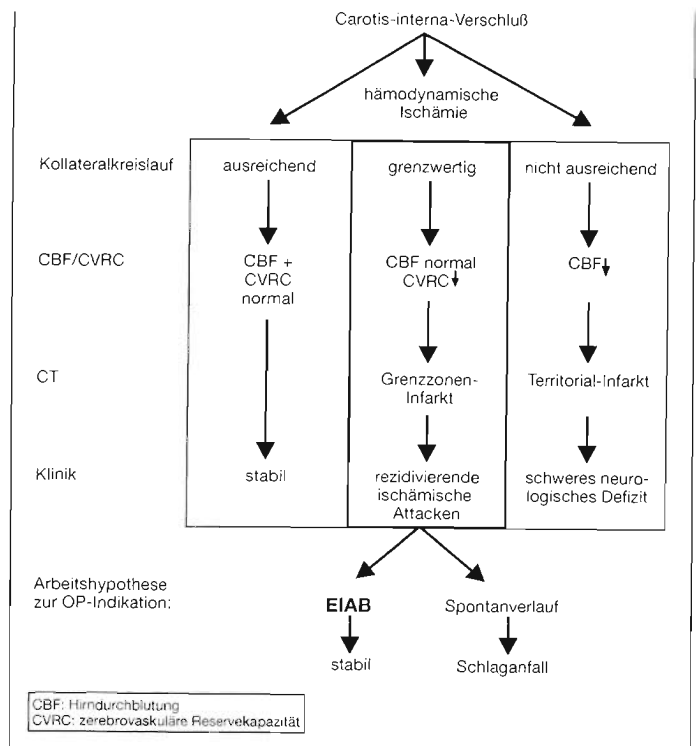 Carotis-interna-Verschluß
hämodynamische
Ischämie
Kollateralkreislauf
ausreichend
grenzwertig
nicht ausreichend
CBF/CVRC
CBF +
CVRC
normal
CBF normal
CVRC↓
CBF↓
CT
Grenzzonen-
Infarkt
Territorial-Infarkt
Klinik
stabil
rezidivierende
ischämische
Attacken
schweres neuro-
logisches Defizit
Arbeitshypothese
zur OP-Indikation:
EIAB
Spontanverlauf
stabil
Schlaganfall
CBF: Hirndurchblutung
CVRC: zerebrovaskuläre Reservekapazität